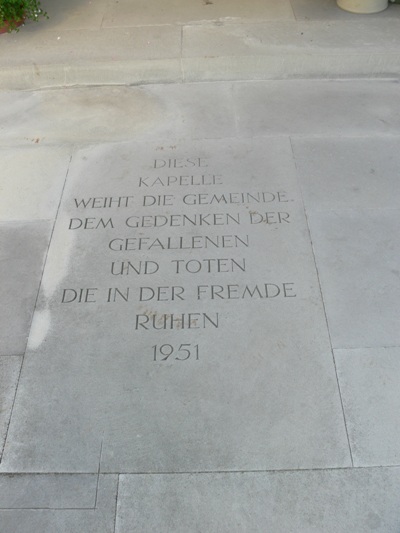 DIESE
KAPELLE
WEIHT DIE GEMEINDE.
DEM GEDENKEN DER
GEFALLENEN
UND TOTEN
DIE IN DER FREMDE
RUHEN
1951